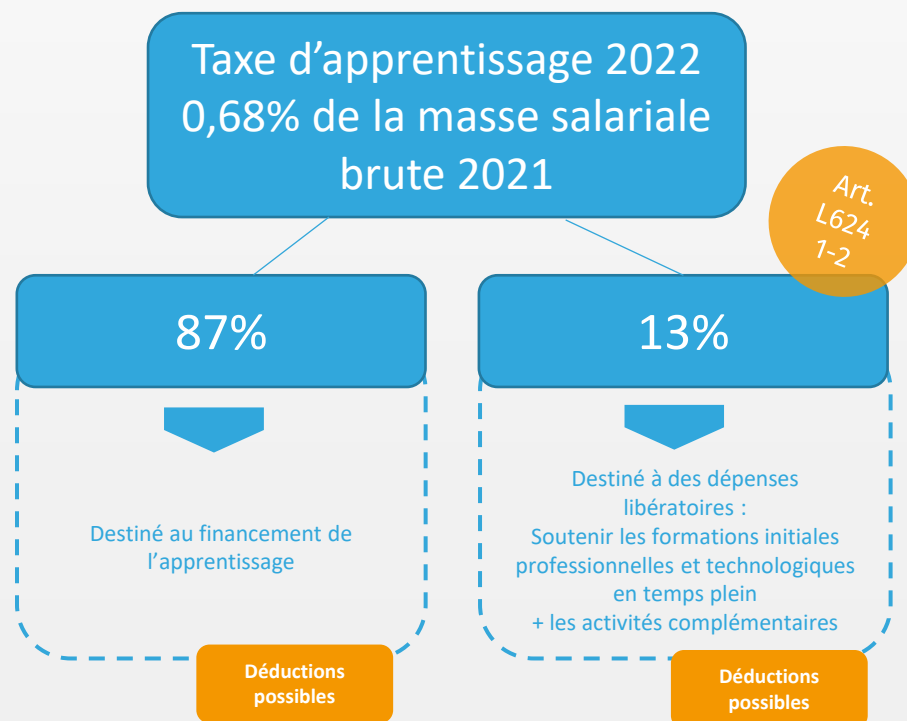 Taxe d’apprentissage 2022
0,68% de la masse salariale
brute 2021
Art.
L624
1-2
87%
13%
Destiné au financement de
l’apprentissage
Destiné à des dépenses
libératoires :
Soutenir les formations initiales
professionnelles et technologiques
en temps plein
+ les activités complémentaires
Déductions
possibles
Déductions
possibles